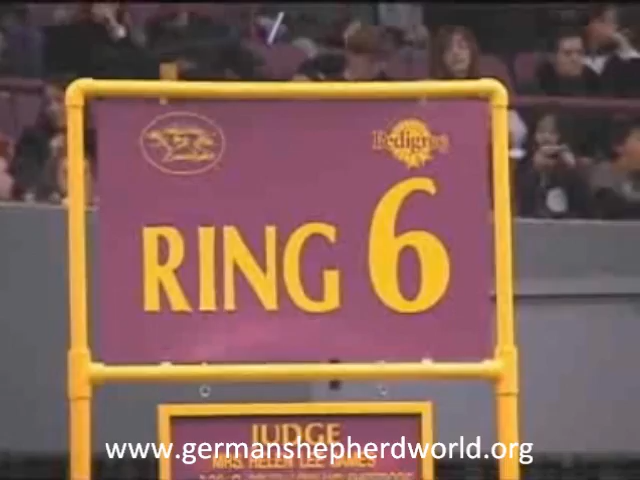 Pedigree
RING 6
JUDGE
MRS. HELEN LEE JAMES
www.germanshepherdworld.org